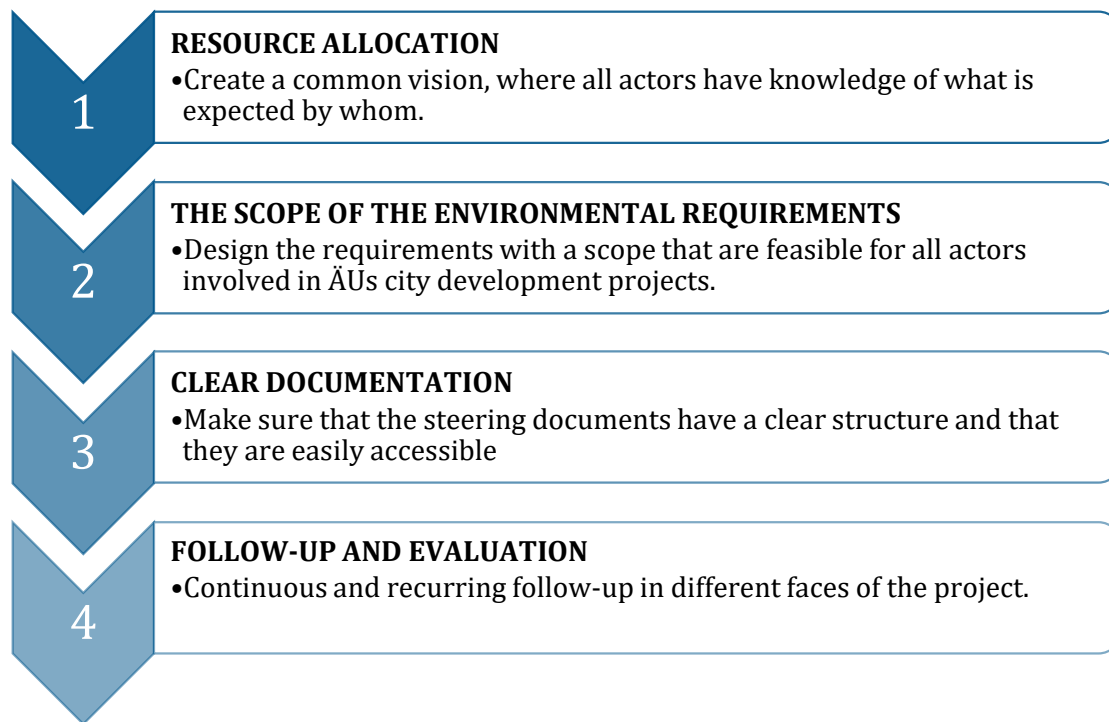 1
RESOURCE ALLOCATION
•Create a common vision, where all actors have knowledge of what is
expected by whom.
2
THE SCOPE OF THE ENVIRONMENTAL REQUIREMENTS
•Design the requirements with a scope that are feasible for all actors
involved in ÄUs city development projects.
3
CLEAR DOCUMENTATION
•Make sure that the steering documents have a clear structure and that
they are easily accessible
4
FOLLOW-UP AND EVALUATION
•Continuous and recurring follow-up in different faces of the project.